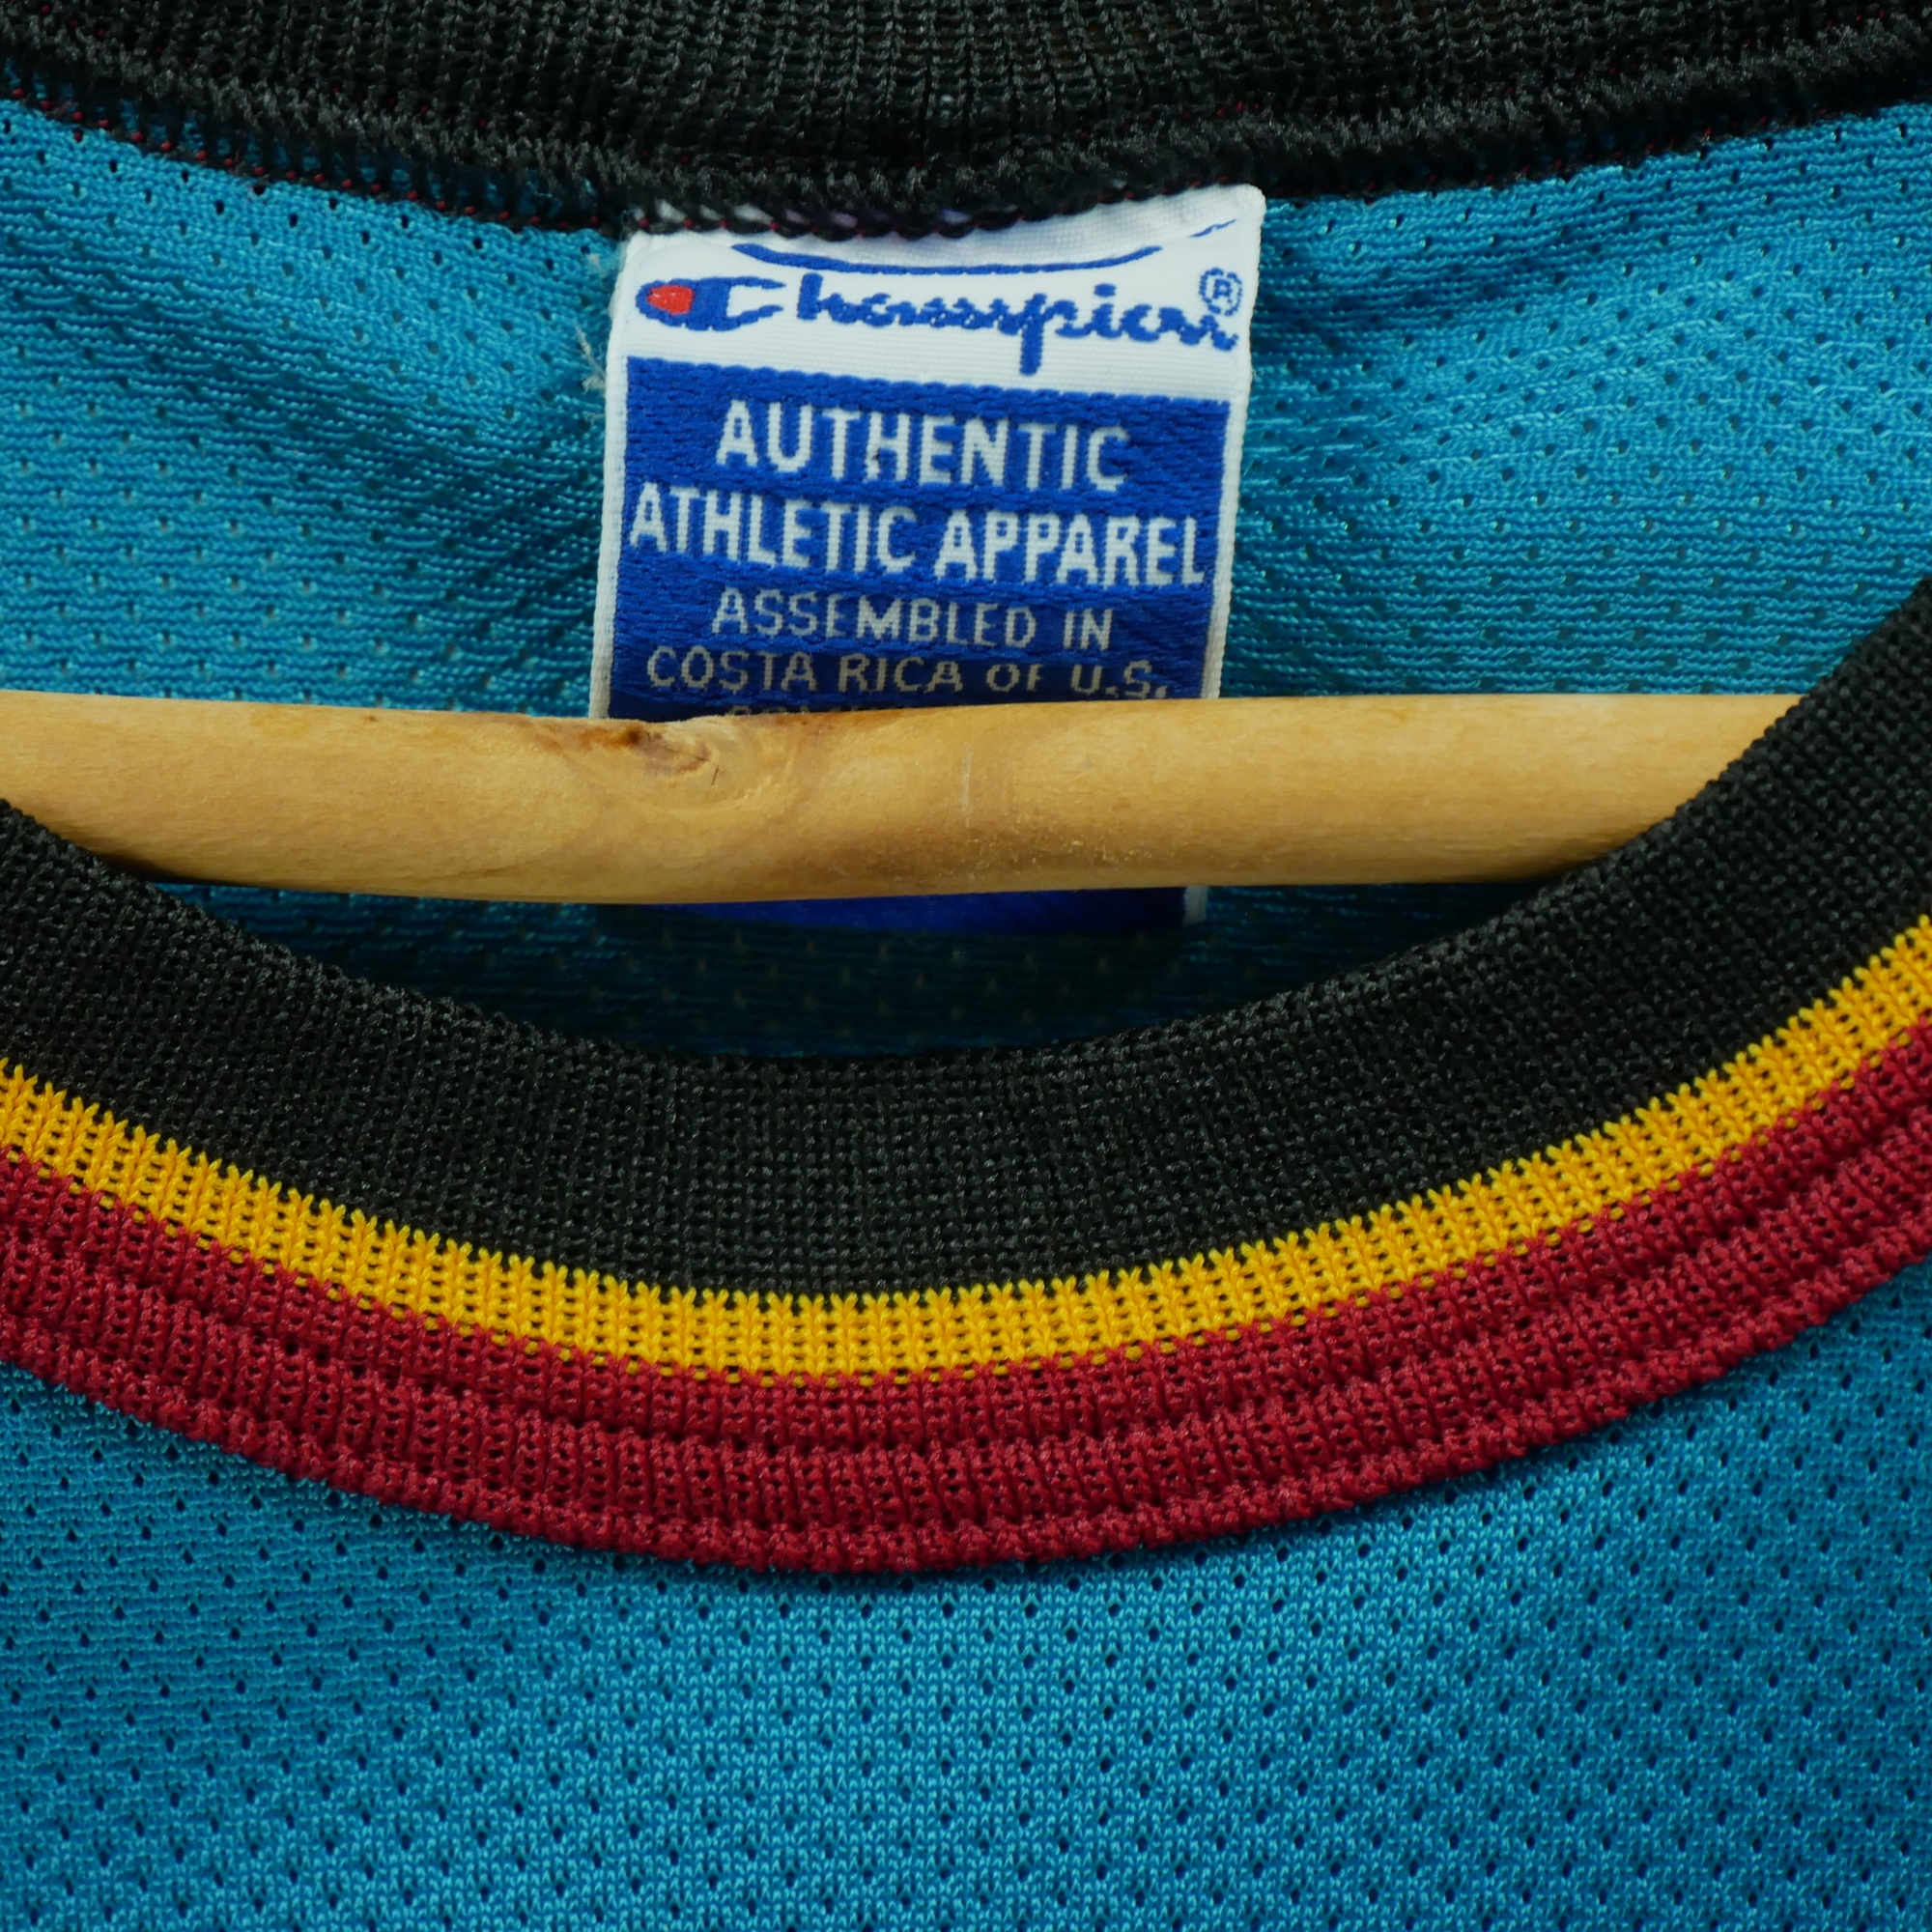 Champion®
AUTHENTIC
ATHLETIC APPAREL
ASSEMBLED IN
COSTA RICA OF U.S.